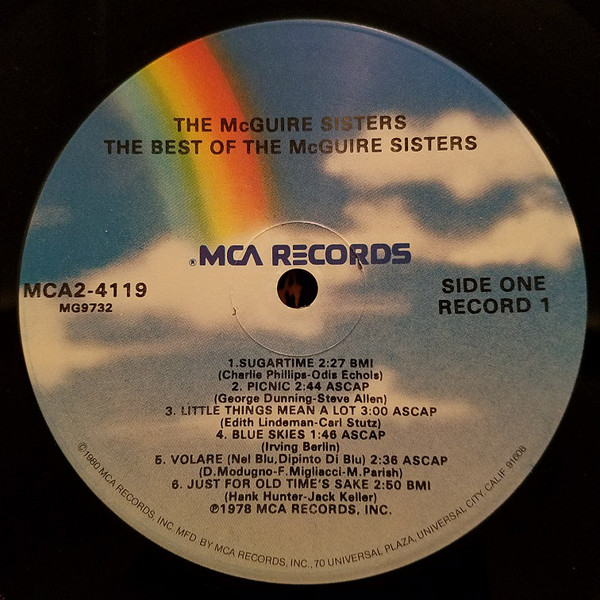 THE McGUIRE SISTERS
THE BEST OF THE McGUIRE SISTERS
®MCA RECORDS
MCA2-4119
MG9732
SIDE ONE
RECORD 1
1.SUGARTIME 2:27 BMI
(Charlie Phillips-Odis Echols)
2. PICNIC 2:44 ASCAP
(George Dunning-Steve Allen)
3. LITTLE THINGS MEAN A LOT 3:00 ASCAP
(Edith Lindeman-Carl Stutz)
4. BLUE SKIES 1:46 ASCAP
(Irving Berlin)
5. VOLARE (Nel Blu,Dipinto Di Blu) 2:36 ASCAP
(D.Modugno-F.Migliacci-M.Parish)
6. JUST FOR OLD TIME'S SAKE 2:50 BMI
(Hank Hunter-Jack Keller)
℗1978 MCA RECORDS, INC.
©1980 MCA RECORDS, INC. MFD. BY MCA RECORDS, INC., 70 UNIVERSAL PLAZA, UNIVERSAL CITY, CALIF. 91608